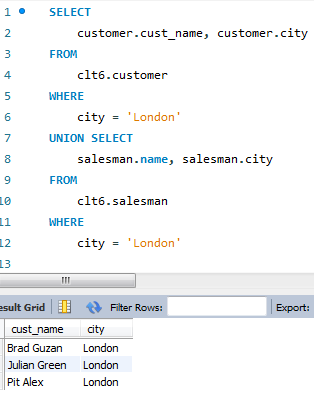 1 SELECT
2 customer.cust_name, customer.city
3 FROM
4 clt6.customer
5 WHERE
6 city = 'London'
7 UNION SELECT
8 salesman.name, salesman.city
9 FROM
10 clt6.salesman
11 WHERE
12 city = 'London'
13
esult Grid Filter Rows: Export:
cust_name city
Brad Guzan London
Julian Green London
Pit Alex London